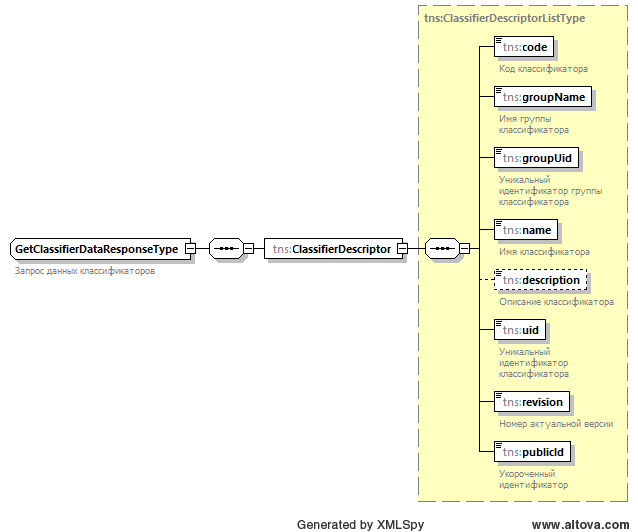 tns:ClassifierDescriptorListType
tns:code
Код классификатора
tns:groupName
Имя группы
классификатора
tns:groupUid
Уникальный
идентификатор группы
классификатора
tns:name
Имя классификатора
GetClassifierDataResponseType
Запрос данных классификаторов
tns:ClassifierDescriptor
tns:description
Описание классификатора
tns:uid
Уникальный
идентификатор
классификатора
tns:revision
Номер актуальной версии
tns:publicId
Укороченный
идентификатор
Generated by XMLSpy
www.altova.com